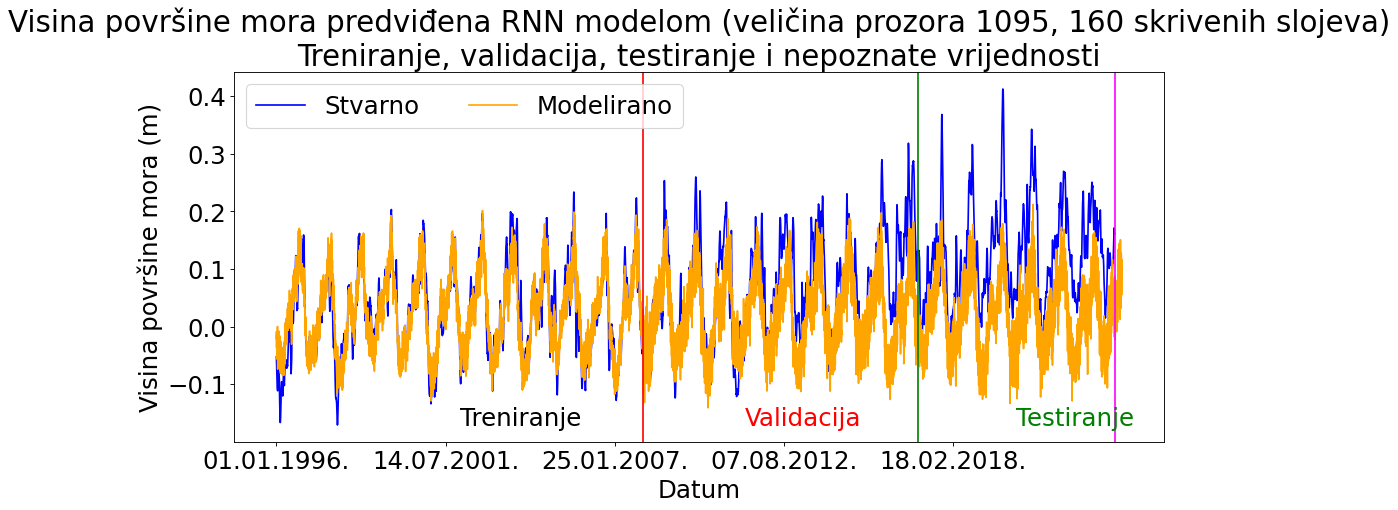 Visina površine mora predviđena RNN modelom (veličina prozora 1095, 160 skrivenih slojeva)
Treniranje, validacija, testiranje i nepoznate vrijednosti
Stvarno Modelirano
Visina površine mora (m)
0.4
0.3
0.2
0.1
0.0
−0.1
Treniranje Validacija Testiranje
01.01.1996. 14.07.2001. 25.01.2007. 07.08.2012. 18.02.2018.
Datum